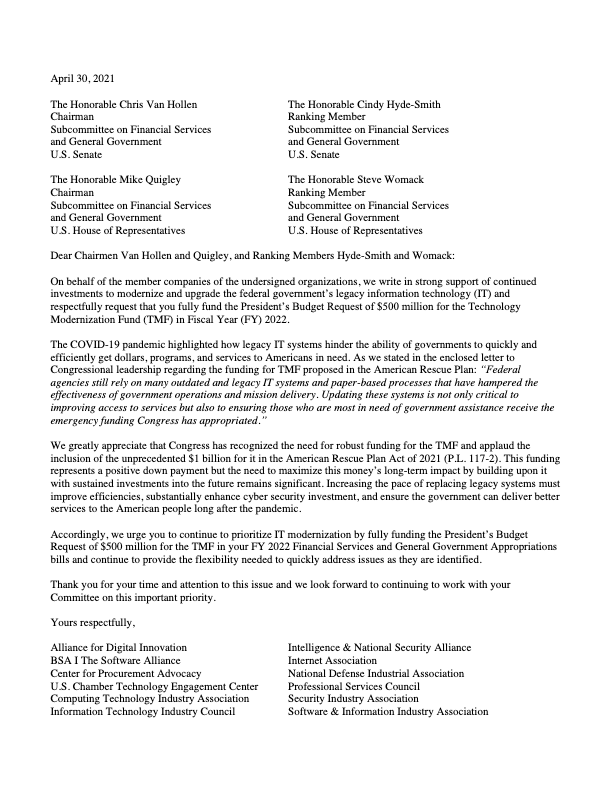 April 30, 2021
The Honorable Chris Van Hollen
Chairman
Subcommittee on Financial Services
and General Government
U.S. Senate
The Honorable Cindy Hyde-Smith
Ranking Member
Subcommittee on Financial Services
and General Government
U.S. Senate
The Honorable Mike Quigley
Chairman
Subcommittee on Financial Services
and General Government
U.S. House of Representatives
The Honorable Steve Womack
Ranking Member
Subcommittee on Financial Services
and General Government
U.S. House of Representatives
Dear Chairmen Van Hollen and Quigley, and Ranking Members Hyde-Smith and Womack:
On behalf of the member companies of the undersigned organizations, we write in strong support of continued
investments to modernize and upgrade the federal government’s legacy information technology (IT) and
respectfully request that you fully fund the President’s Budget Request of $500 million for the Technology
Modernization Fund (TMF) in Fiscal Year (FY) 2022.
The COVID-19 pandemic highlighted how legacy IT systems hinder the ability of governments to quickly and
efficiently get dollars, programs, and services to Americans in need. As we stated in the enclosed letter to
Congressional leadership regarding the funding for TMF proposed in the American Rescue Plan: “Federal
agencies still rely on many outdated and legacy IT systems and paper-based processes that have hampered the
effectiveness of government operations and mission delivery. Updating these systems is not only critical to
improving access to services but also to ensuring those who are most in need of government assistance receive the
emergency funding Congress has appropriated.”
We greatly appreciate that Congress has recognized the need for robust funding for the TMF and applaud the
inclusion of the unprecedented $1 billion for it in the American Rescue Plan Act of 2021 (P.L. 117-2). This funding
represents a positive down payment but the need to maximize this money’s long-term impact by building upon it
with sustained investments into the future remains significant. Increasing the pace of replacing legacy systems must
improve efficiencies, substantially enhance cyber security investment, and ensure the government can deliver better
services to the American people long after the pandemic.
Accordingly, we urge you to continue to prioritize IT modernization by fully funding the President’s Budget
Request of $500 million for the TMF in your FY 2022 Financial Services and General Government Appropriations
bills and continue to provide the flexibility needed to quickly address issues as they are identified.
Thank you for your time and attention to this issue and we look forward to continuing to work with your
Committee on this important priority.
Yours respectfully,
Alliance for Digital Innovation
BSA I The Software Alliance
Center for Procurement Advocacy
U.S. Chamber Technology Engagement Center
Computing Technology Industry Association
Information Technology Industry Council
Intelligence & National Security Alliance
Internet Association
National Defense Industrial Association
Professional Services Council
Security Industry Association
Software & Information Industry Association